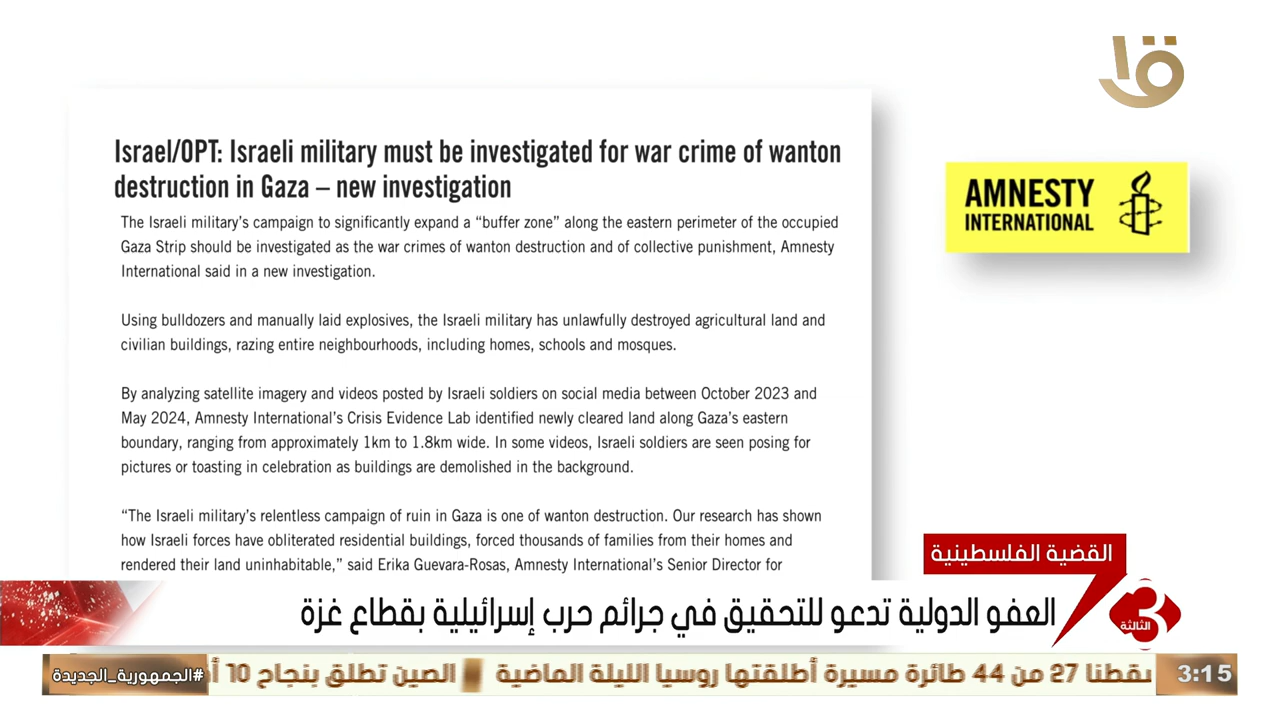 Israel/OPT: Israeli military must be investigated for war crime of wanton
destruction in Gaza – new investigation
The Israeli military's campaign to significantly expand a “buffer zone” along the eastern perimeter of the occupied
Gaza Strip should be investigated as the war crimes of wanton destruction and of collective punishment, Amnesty
International said in a new investigation.
Using bulldozers and manually laid explosives, the Israeli military has unlawfully destroyed agricultural land and
civilian buildings, razing entire neighbourhoods, including homes, schools and mosques.
By analyzing satellite imagery and videos posted by Israeli soldiers on social media between October 2023 and
May 2024, Amnesty International's Crisis Evidence Lab identified newly cleared land along Gaza's eastern
boundary, ranging from approximately 1km to 1.8km wide. In some videos, Israeli soldiers are seen posing for
pictures or toasting in celebration as buildings are demolished in the background.
“The Israeli military's relentless campaign of ruin in Gaza is one of wanton destruction. Our research has shown
how Israeli forces have obliterated residential buildings, forced thousands of families from their homes and
rendered their land uninhabitable,” said Erika Guevara-Rosas, Amnesty International's Senior Director for
AMNESTY
INTERNATIONAL
القضية الفلسطينية
العفو الدولية تدعو للتحقيق في جرائم حرب إسرائيلية بقطاع غزة
3
الثالثة
3:15
27 من 44 طائرة مسيرة أطلقتها روسيا الليلة الماضية
الصين تطلق بنجاح 10
#الجمهورية_الجديدة